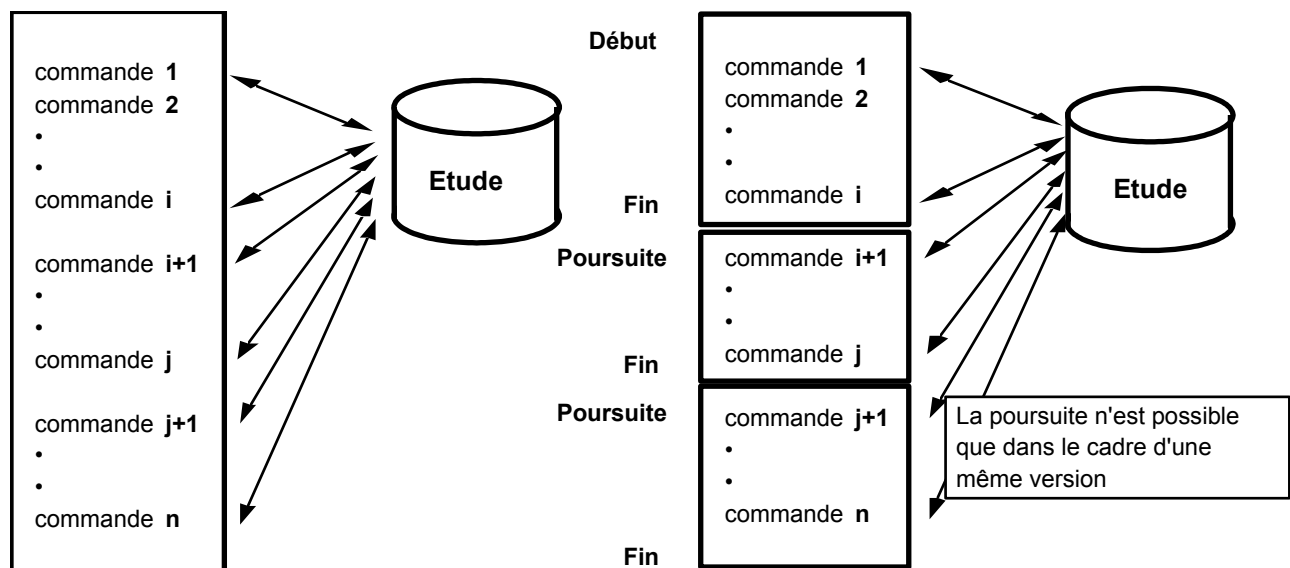 commande 1
commande 2
•
•
commande i
commande i+1
•
•
commande j
commande j+1
•
•
commande n
Etude
Début
commande 1
commande 2
•
•
commande i
Fin
Poursuite
commande i+1
•
•
commande j
Fin
Poursuite
commande j+1
•
•
commande n
Fin
Etude
La poursuite n'est possible
que dans le cadre d'une
même version